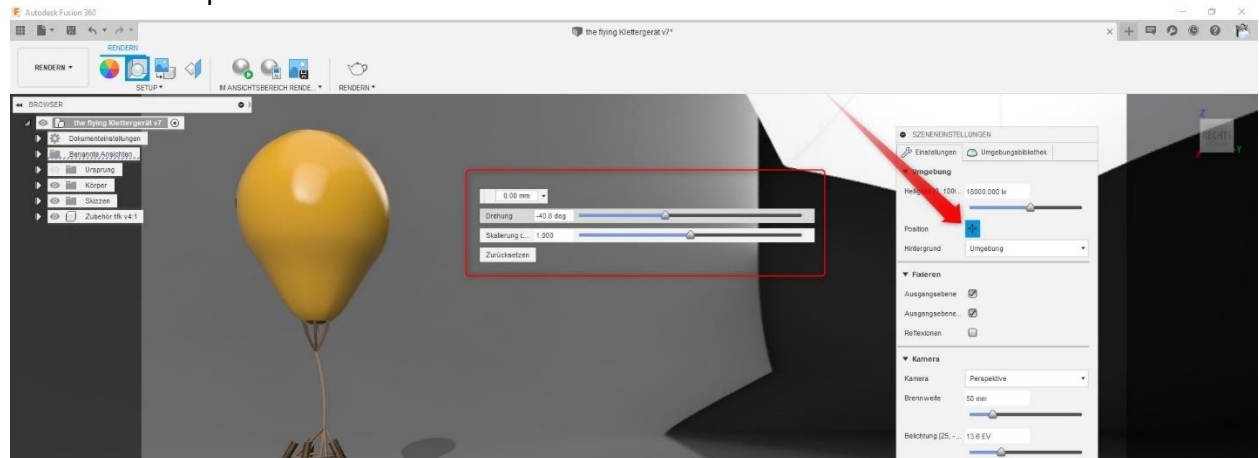 Autodesk Fusion 360
the flying Klettergerät v7*
RENDERN
RENDERN
SETUP
IM ANSICHTSBEREICH RENDE...
RENDERN
BROWSER
the flying Klettergerät v7
Dokumenteinstellungen
Benannte Ansichten
Ursprung
Körper
Skizzen
Zubehör tfk v4:1
0.00 mm
Drehung -40.8 deg
Skalierung c... 1.000
Zurücksetzen
SZENENEINSTELLUNGEN
Einstellungen Umgebungsbibliothek
Umgebung
18000.000 lx
Position
Hintergrund Umgebung
Fixieren
Ausgangsebene
Ausgangsebene...
Reflexionen
Kamera
Kamera Perspektive
Brennweite 50 mm
Belichtung [25, -... 13.6 EV
Z
RECHTS
Y